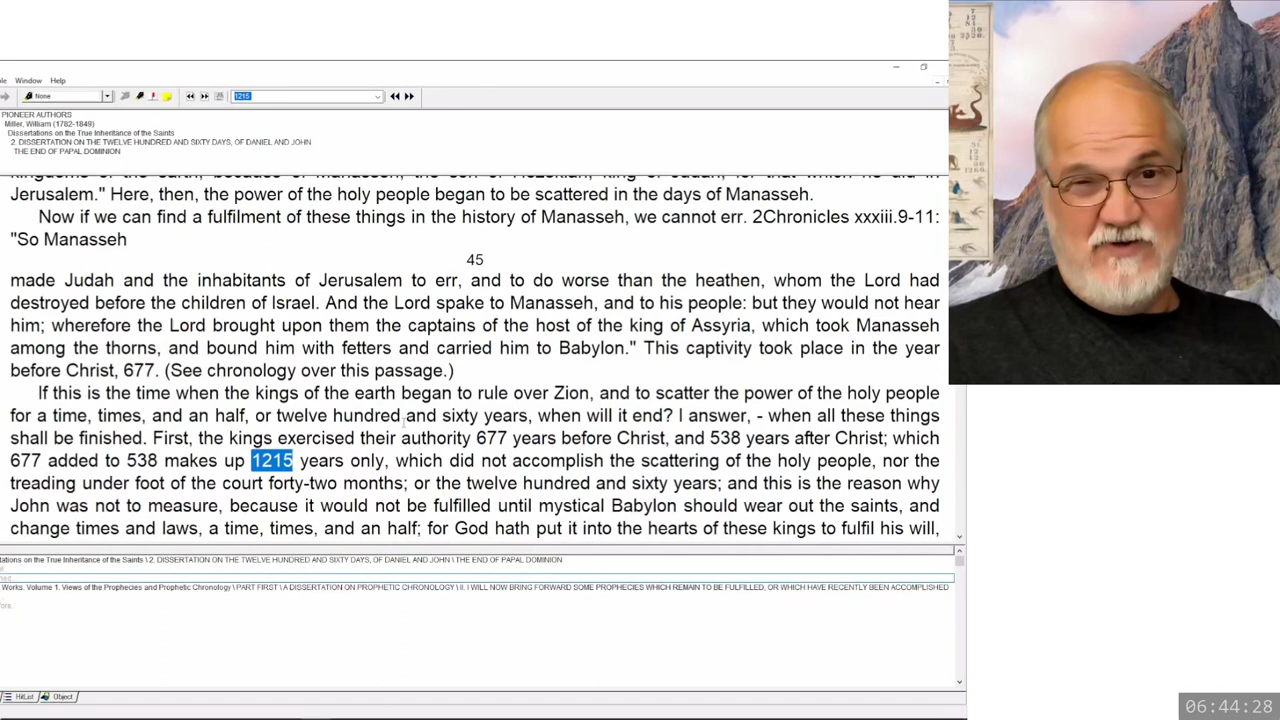 Window Help
None
1215
PIONEER AUTHORS
Miller, William (1782-1849)
Dissertations on the True Inheritance of the Saints
2. DISSERTATION ON THE TWELVE HUNDRED AND SIXTY DAYS, OF DANIEL AND JOHN
THE END OF PAPAL DOMINION
Jerusalem." Here, then, the power of the holy people began to be scattered in the days of Manasseh.
Now if we can find a fulfilment of these things in the history of Manasseh, we cannot err. 2Chronicles xxxiii.9-11:
"So Manasseh
45
made Judah and the inhabitants of Jerusalem to err, and to do worse than the heathen, whom the Lord had
destroyed before the children of Israel. And the Lord spake to Manasseh, and to his people: but they would not hear
him; wherefore the Lord brought upon them the captains of the host of the king of Assyria, which took Manasseh
among the thorns, and bound him with fetters and carried him to Babylon." This captivity took place in the year
before Christ, 677. (See chronology over this passage.)
If this is the time when the kings of the earth began to rule over Zion, and to scatter the power of the holy people
for a time, times, and an half, or twelve hundred and sixty years, when will it end? I answer, - when all these things
shall be finished. First, the kings exercised their authority 677 years before Christ, and 538 years after Christ; which
677 added to 538 makes up 1215 years only, which did not accomplish the scattering of the holy people, nor the
treading under foot of the court forty-two months; or the twelve hundred and sixty years; and this is the reason why
John was not to measure, because it would not be fulfilled until mystical Babylon should wear out the saints, and
change times and laws, a time, times, and an half; for God hath put it into the hearts of these kings to fulfil his will,
tations on the True Inheritance of the Saints \ 2. DISSERTATION ON THE TWELVE HUNDRED AND SIXTY DAYS, OF DANIEL AND JOHN \ THE END OF PAPAL DOMINION
Works. Volume 1. Views of the Prophecies and Prophetic Chronology \ PART FIRST \ A DISSERTATION ON PROPHETIC CHRONOLOGY \ II. I WILL NOW BRING FORWARD SOME PROPHECIES WHICH REMAIN TO BE FULFILLED, OR WHICH HAVE RECENTLY BEEN ACCOMPLISHED
HitList Object
06:44:28